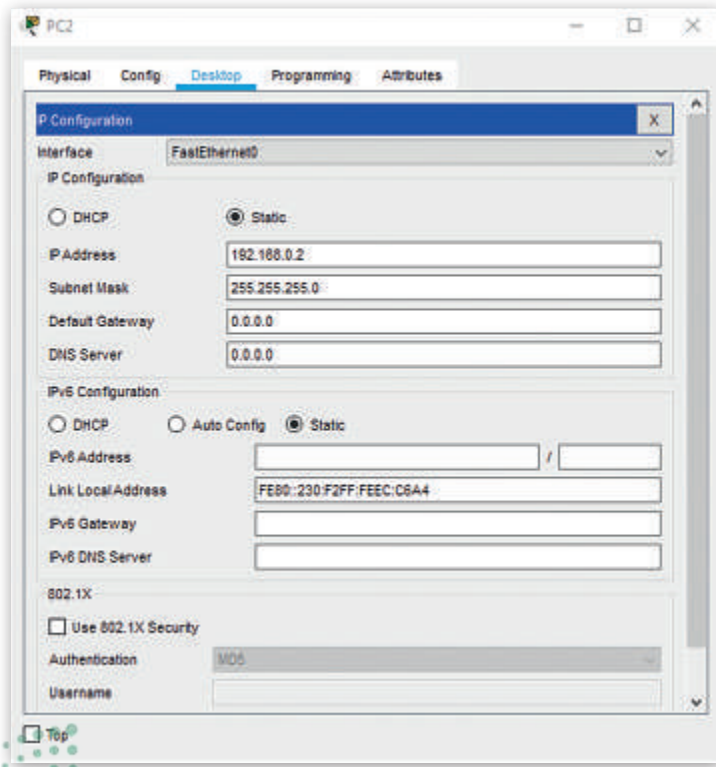 PC2
Physical Config Desktop Programming Attributes
IP Configuration X
Interface FastEthernet0
IP Configuration
DHCP Static
IP Address 192.168.0.2
Subnet Mask 255.255.255.0
Default Gateway 0.0.0.0
DNS Server 0.0.0.0
IPv6 Configuration
DHCP Auto Config Static
IPv6 Address /
Link Local Address FE80::230:F2FF:FEEC:C6A4
IPv6 Gateway
IPv6 DNS Server
802.1X
Use 802.1X Security
Authentication MD5
Username
Top